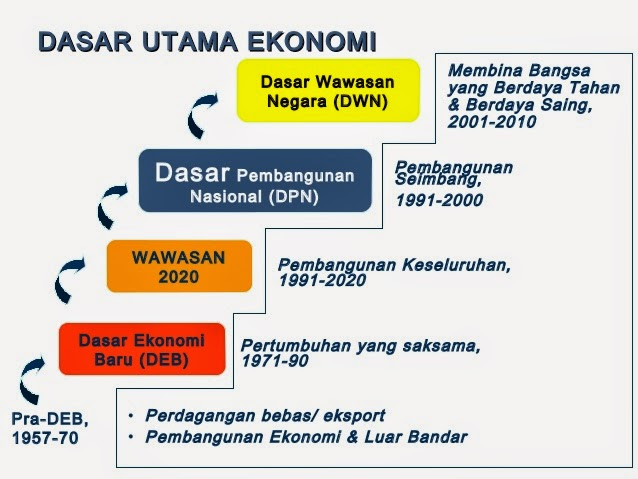 DASAR UTAMA EKONOMI
Dasar Wawasan
Negara (DWN)
Membina Bangsa
yang Berdaya Tahan
& Berdaya Saing,
2001-2010
Dasar Pembangunan
Nasional (DPN)
Pembangunan
Seimbang,
1991-2000
WAWASAN
2020
Pembangunan Keseluruhan,
1991-2020
Dasar Ekonomi
Baru (DEB)
Pertumbuhan yang saksama,
1971-90
Pra-DEB,
1957-70
• Perdagangan bebas/ eksport
• Pembangunan Ekonomi & Luar Bandar